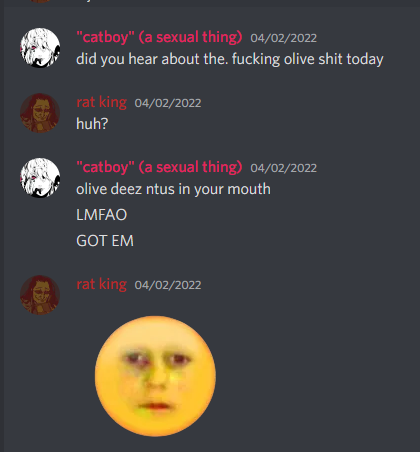 "catboy" (a sexual thing) 04/02/2022
did you hear about the. fucking olive shit today
rat king 04/02/2022
huh?
"catboy" (a sexual thing) 04/02/2022
olive deez ntus in your mouth
LMFAO
GOT EM
rat king 04/02/2022